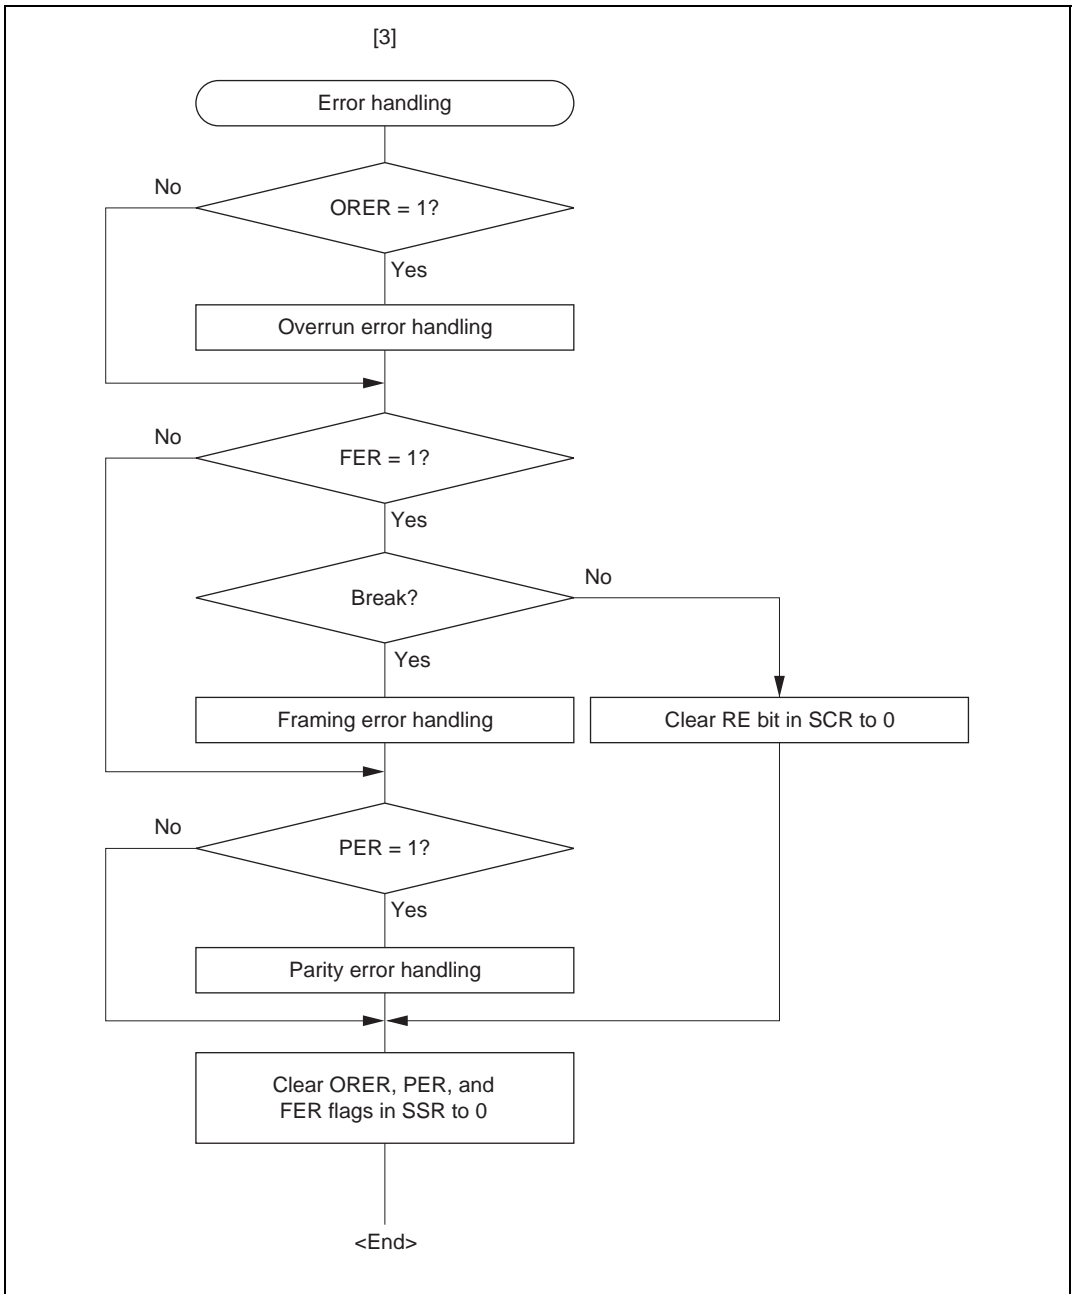 [3]
Error handling
No
ORER = 1?
Yes
Overrun error handling
No
FER = 1?
Yes
No
Break?
Yes
Framing error handling
Clear RE bit in SCR to 0
No
PER = 1?
Yes
Parity error handling
Clear ORER, PER, and
FER flags in SSR to 0
<End>